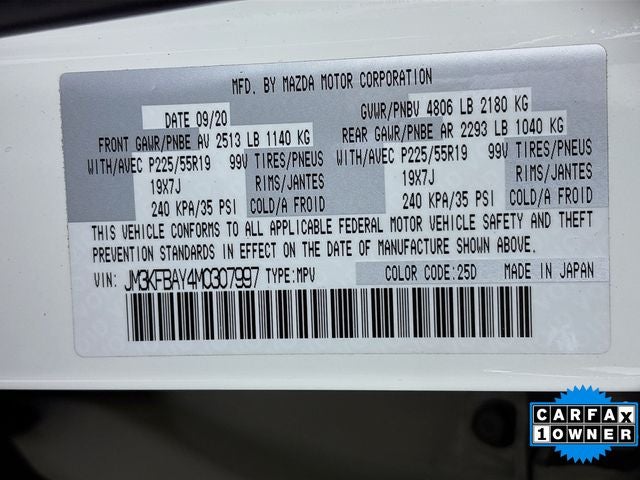 MFD. BY MAZDA MOTOR CORPORATION
DATE 09/20 GVWR/PNBV 4806 LB 2180 KG
FRONT GAWR/PNBE AV 2513 LB 1140 KG REAR GAWR/PNBE AR 2293 LB 1040 KG
WITH/AVEC P225/55R19 99V TIRES/PNEUS WITH/AVEC P225/55R19 99V TIRES/PNEUS
19X7J RIMS/JANTES 19X7J RIMS/JANTES
240 KPA/35 PSI COLD/A FROID 240 KPA/35 PSI COLD/A FROID
THIS VEHICLE CONFORMS TO ALL APPLICABLE FEDERAL MOTOR VEHICLE SAFETY AND THEFT
PREVENTION STANDARDS IN EFFECT ON THE DATE OF MANUFACTURE SHOWN ABOVE.
VIN: JM3KFBAY4M0307997 TYPE:MPV COLOR CODE:25D MADE IN JAPAN
CARFAX
1 OWNER